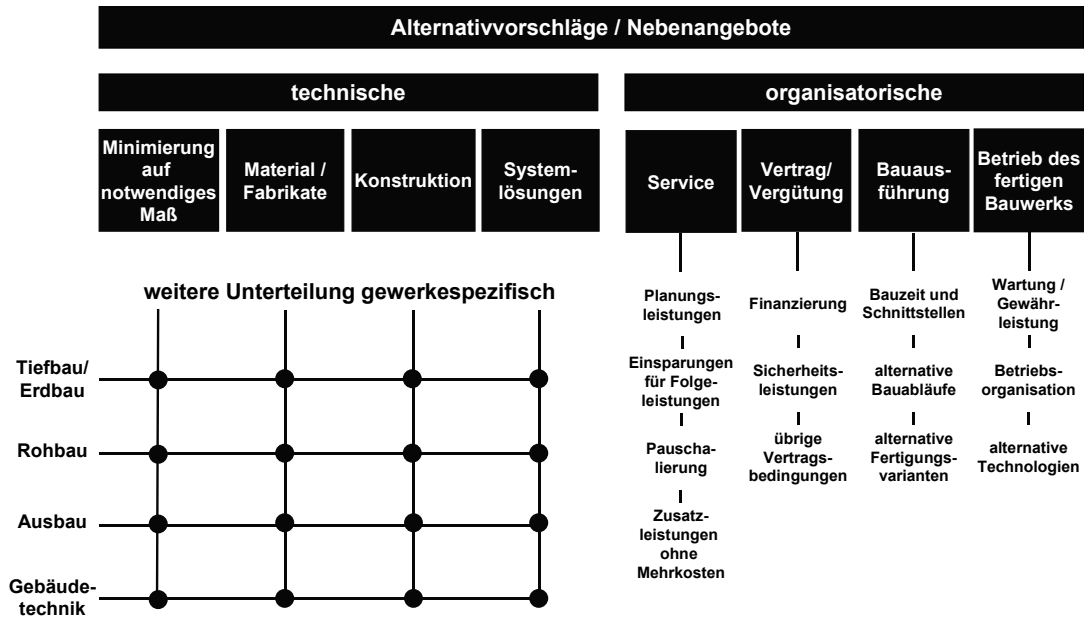 Alternativvorschläge / Nebenangebote
technische
organisatorische
Minimierung
auf
notwendiges
Maß
Material /
Fabrikate
Konstruktion
System-
lösungen
Service
Vertrag/
Vergütung
Bauaus-
führung
Betrieb des
fertigen
Bauwerks
weitere Unterteilung gewerkespezifisch
Tiefbau/
Erdbau
Rohbau
Ausbau
Gebäude-
technik
Planungs-
leistungen
Einsparungen
für Folge-
leistungen
Pauscha-
lierung
Zusatz-
leistungen
ohne
Mehrkosten
Finanzierung
Sicherheits-
leistungen
übrige
Vertrags-
bedingungen
Bauzeit und
Schnittstellen
alternative
Bauabläufe
alternative
Fertigungs-
varianten
Wartung /
Gewähr-
leistung
Betriebs-
organisation
alternative
Technologien